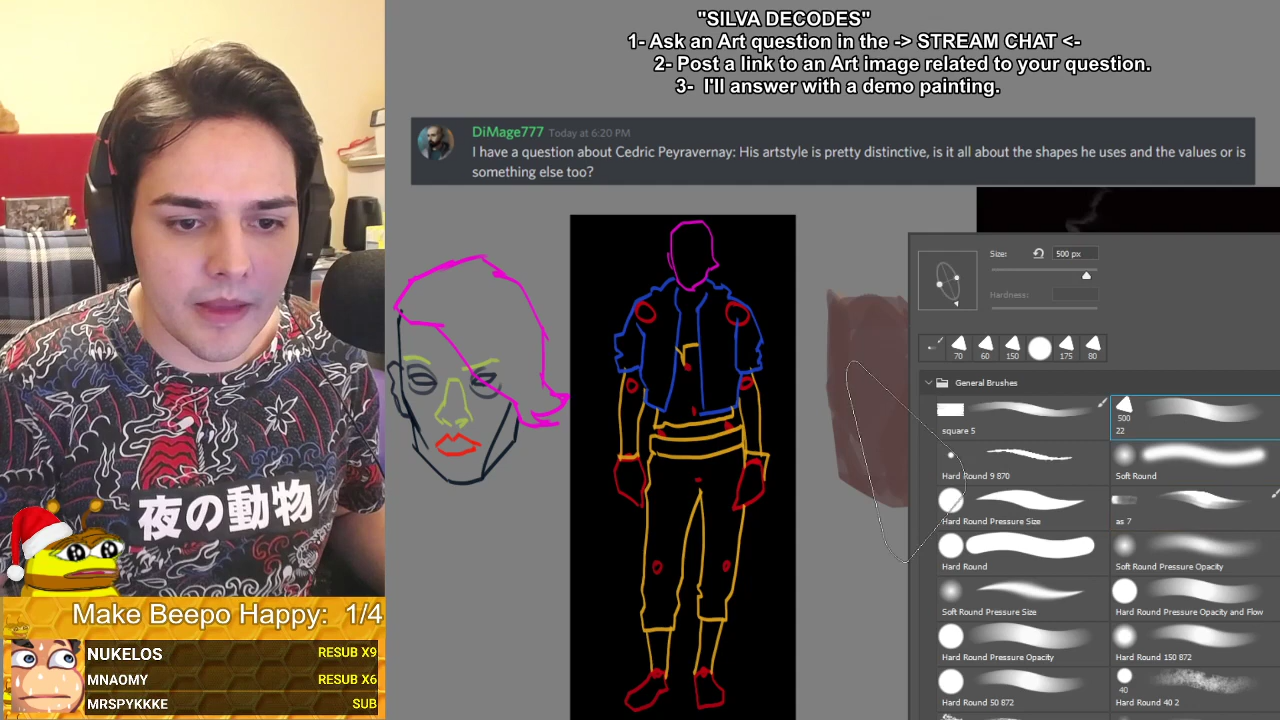 "SILVA DECODES"
1- Ask an Art question in the -> STREAM CHAT <-
2- Post a link to an Art image related to your question.
3- I'll answer with a demo painting.
DiMage777 Today at 6:20 PM
I have a question about Cedric Peyravernay: His artstyle is pretty distinctive, is it all about the shapes he uses and the values or is
something else too?
Size: 500 px
Hardness:
70 60 150 175 80
General Brushes
square 5
500
22
Hard Round 9 870
Soft Round
Hard Round Pressure Size
as 7
Hard Round
Soft Round Pressure Opacity
Soft Round Pressure Size
Hard Round Pressure Opacity and Flow
Hard Round Pressure Opacity
Hard Round 150 872
Hard Round 50 872
40
Hard Round 40 2
夜の動物
Make Beepo Happy: 1/4
NUKELOS RESUB X9
MNAOMY RESUB X6
MRSPYKKKE SUB